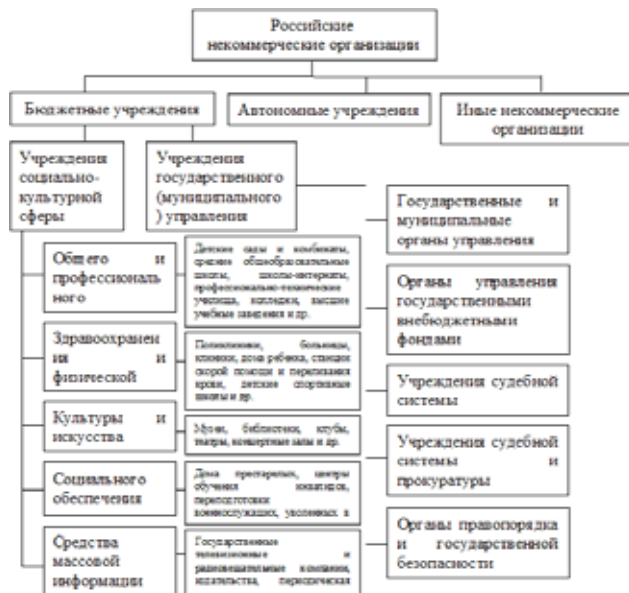 Российские
некоммерческие организации
Бюджетные учреждения
Автономные учреждения
Иные некоммерческие
организации
Учреждения
социально-
культурной
сферы
Учреждения
государственного
(муниципального
) управления
Государственные и
муниципальные
органы управления
Общего и
профессиональ
ного
Детские сады и комбинаты,
средние общеобразовательные
школы, школы-интернаты,
профессионально-технические
училища, колледжи, высшие
учебные заведения и др.
Органы управления
государственными
внебюджетными
фондами
Здравоохранен
ия и
физической
Поликлиники, больницы,
клиники, дома ребенка, станции
скорой помощи и переливания
крови, детские спортивные
школы и др.
Учреждения судебной
системы
Культуры и
искусства
Музеи, библиотеки, клубы,
театры, концертные залы и др.
Учреждения судебной
системы и
прокуратуры
Социального
обеспечения
Дома престарелых, центры
обучения инвалидов,
переподготовки
военнослужащих, уволенных в
Органы правопорядка
и государственной
безопасности
Средства
массовой
информации
Государственные
телевизионные и
радиовещательные компании,
издательства, периодическая